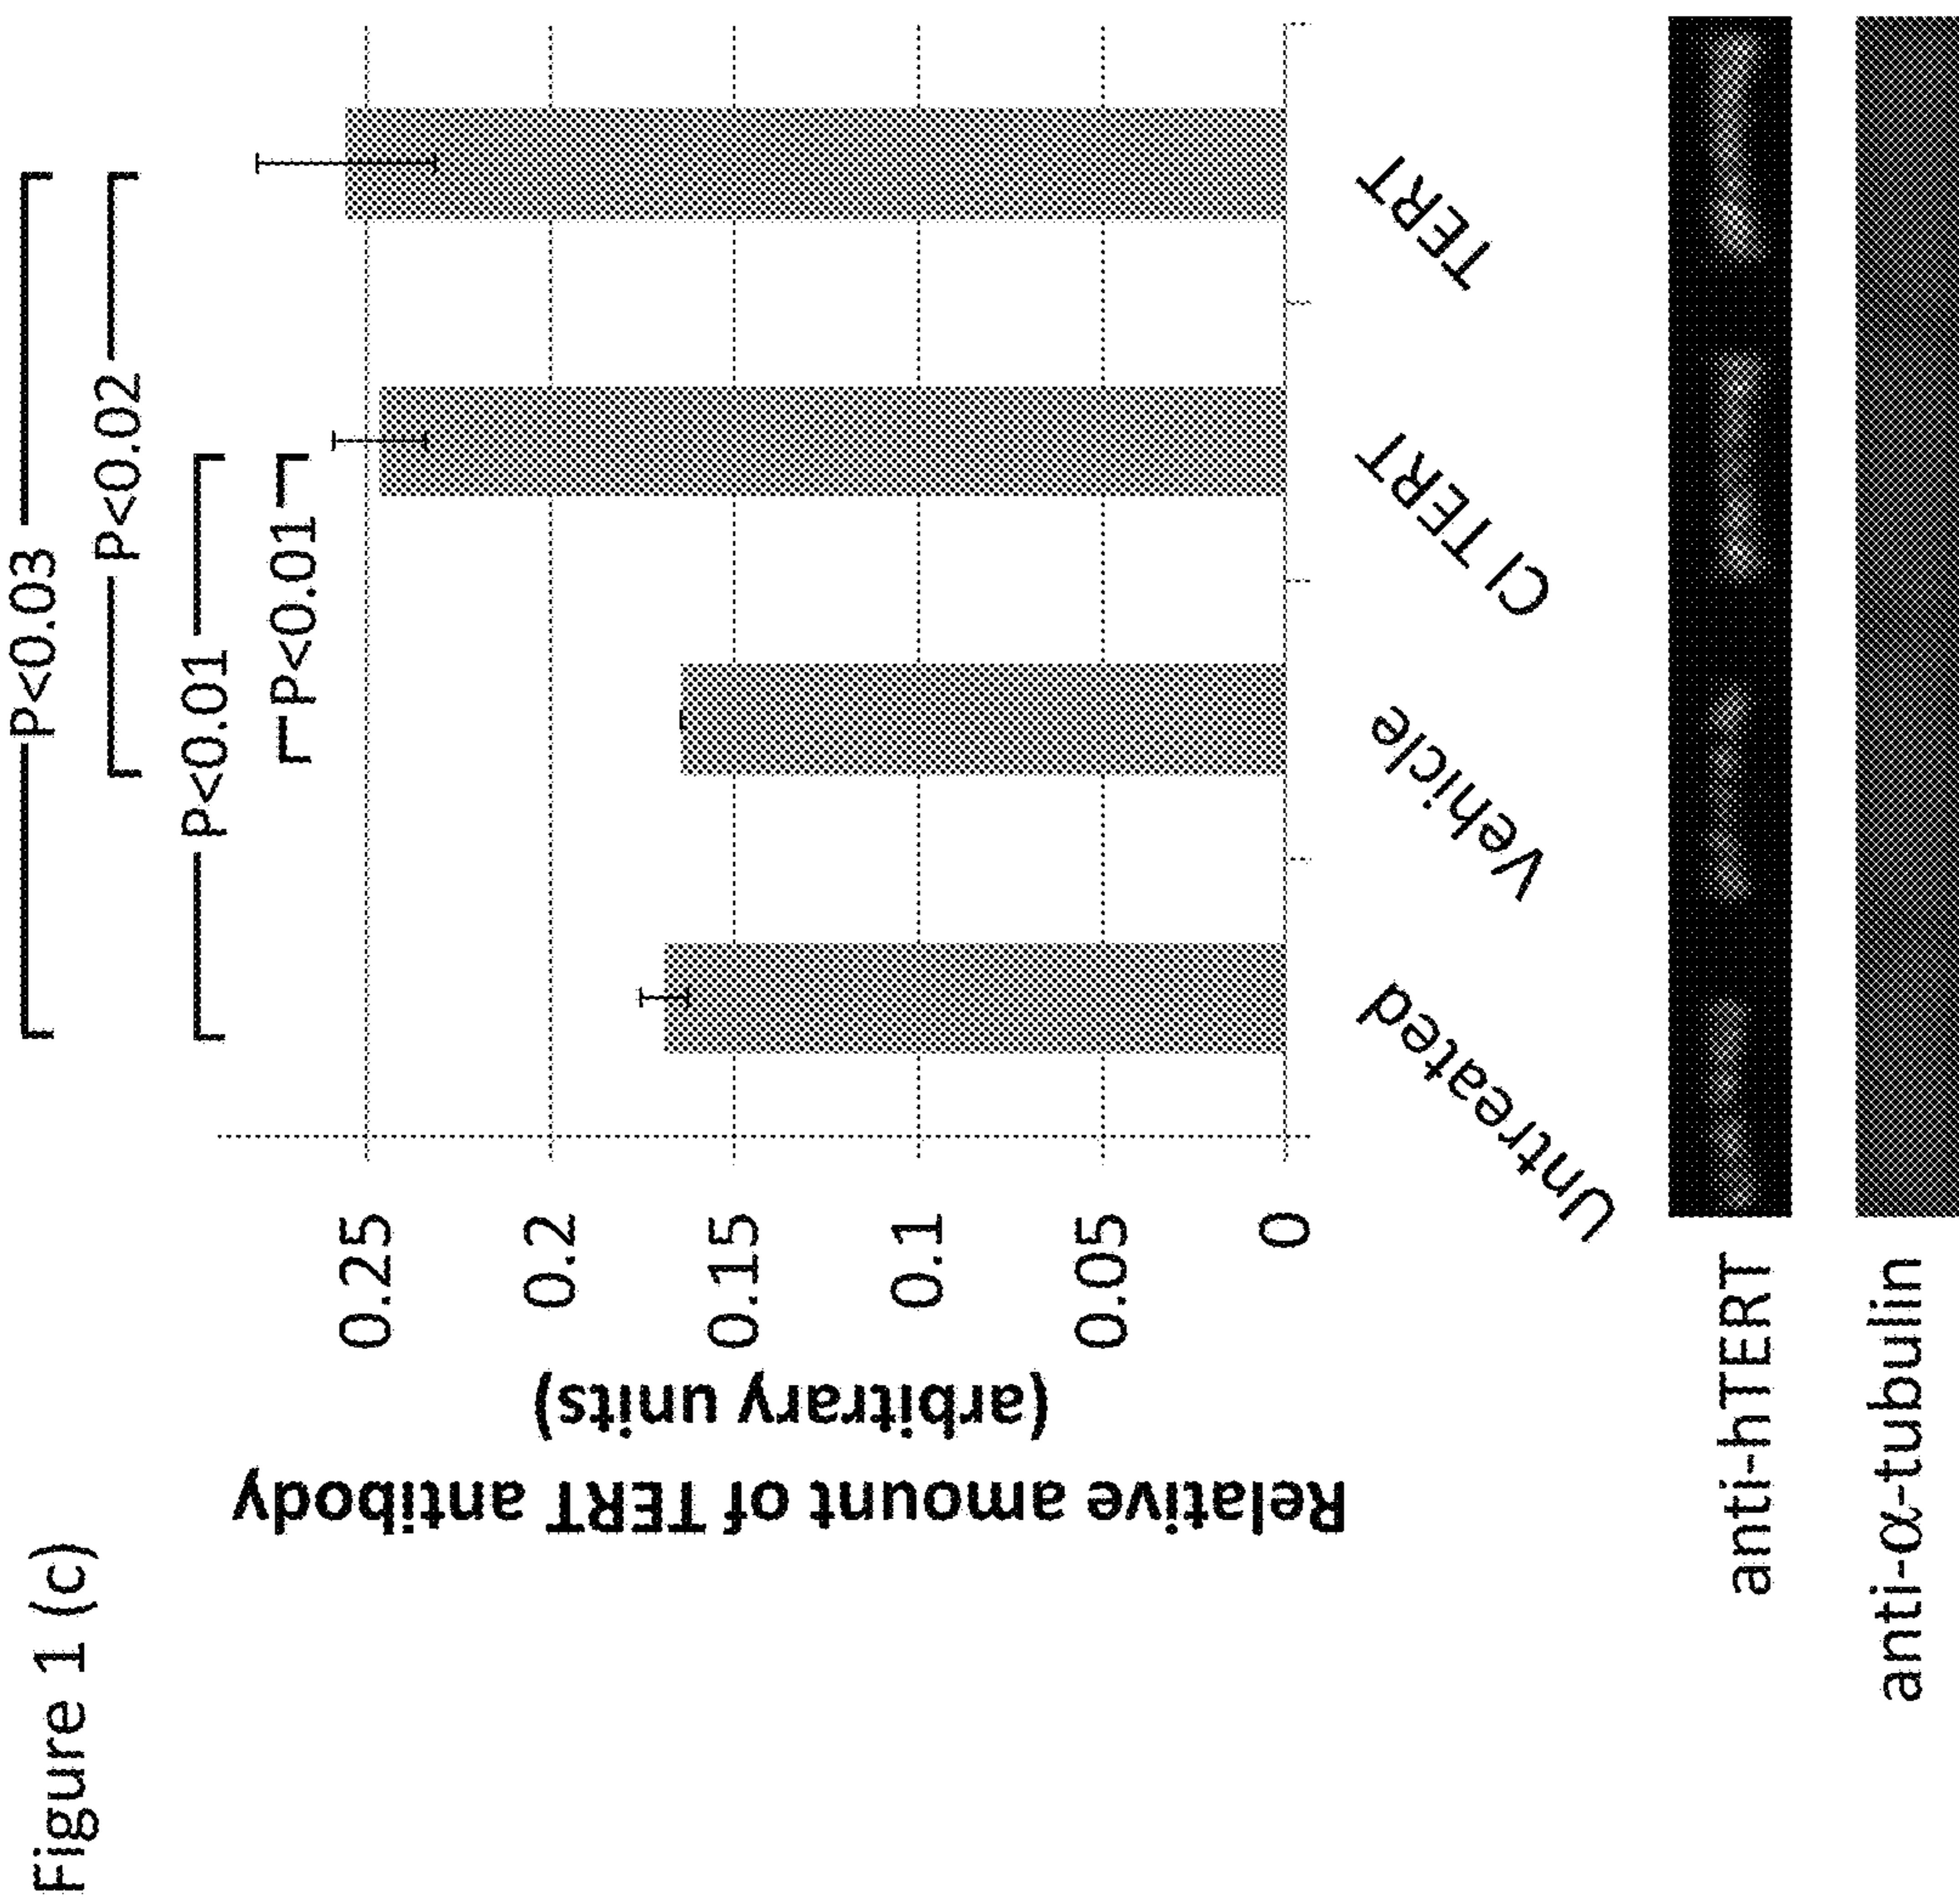 Figure 1 (c)
P<0.03
P<0.02
P<0.01
P<0.01
Relative amount of TERT antibody
(arbitrary units)
0.25
0.2
0.15
0.1
0.05
0
Untreated
Vehicle
CI TERT
TERT
anti-hTERT
anti-α-tubulin